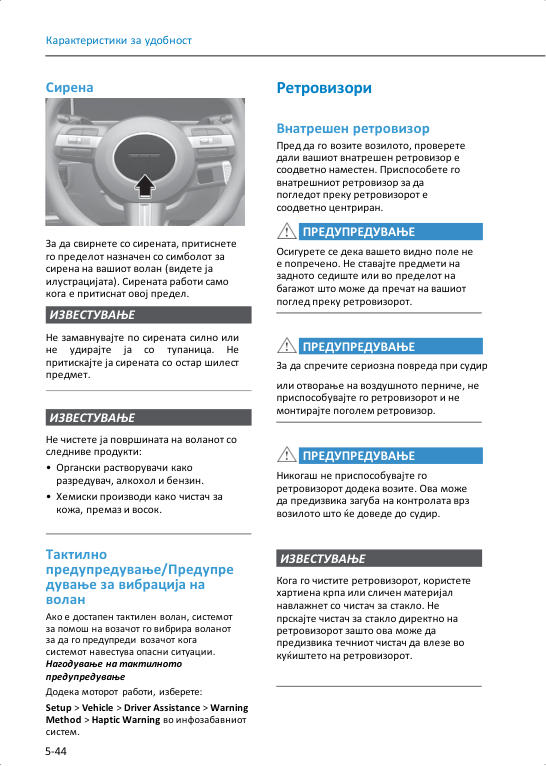 Карактеристики за удобност
Сирена
За да свирнете со сирената, притиснете
го пределот назначен со симболот за
сирена на вашиот волан (видете ја
илустрацијата). Сирената работи само
кога е притиснат овој предел.
ИЗВЕСТУВАЊЕ
Не замавнувајте по сирената силно или
не удирајте ја со тупаница. Не
притискајте ја сирената со остар шилест
предмет.
ИЗВЕСТУВАЊЕ
Не чистете ја површината на воланот со
следниве продукти:
• Органски растворувачи како
разредувач, алкохол и бензин.
• Хемиски производи како чистач за
кожа, премаз и восок.
Тактилно
предупредување/Предупре
дување за вибрација на
волан
Ако е достапен тактилен волан, системот
за помош на возачот го вибрира воланот
за да го предупреди возачот кога
системот навестува опасни ситуации.
Нагодување на тактилното
предупредување
Додека моторот работи, изберете:
Setup > Vehicle > Driver Assistance > Warning
Method > Haptic Warning во инфозабавниот
систем.
Ретровизори
Внатрешен ретровизор
Пред да го возите возилото, проверете
дали вашиот внатрешен ретровизор е
соодветно наместен. Приспособете го
внатрешниот ретровизор за да
погледот преку ретровизорот е
соодветно центриран.
ПРЕДУПРЕДУВАЊЕ
Осигурете се дека вашето видно поле не
е попречено. Не ставајте предмети на
задното седиште или во пределот на
багажот што може да пречат на вашиот
поглед преку ретровизорот.
ПРЕДУПРЕДУВАЊЕ
За да спречите сериозна повреда при судир
или отворање на воздушното перниче, не
приспособувајте го ретровизорот и не
монтирајте поголем ретровизор.
ПРЕДУПРЕДУВАЊЕ
Никогаш не приспособувајте го
ретровизорот додека возите. Ова може
да предизвика загуба на контролата врз
возилото што ќе доведе до судир.
ИЗВЕСТУВАЊЕ
Кога го чистите ретровизорот, користете
хартиена крпа или сличен материјал
навлажнет со чистач за стакло. Не
прскајте чистач за стакло директно на
ретровизорот зашто ова може да
предизвика течниот чистач да влезе во
куќиштето на ретровизорот.
5-44